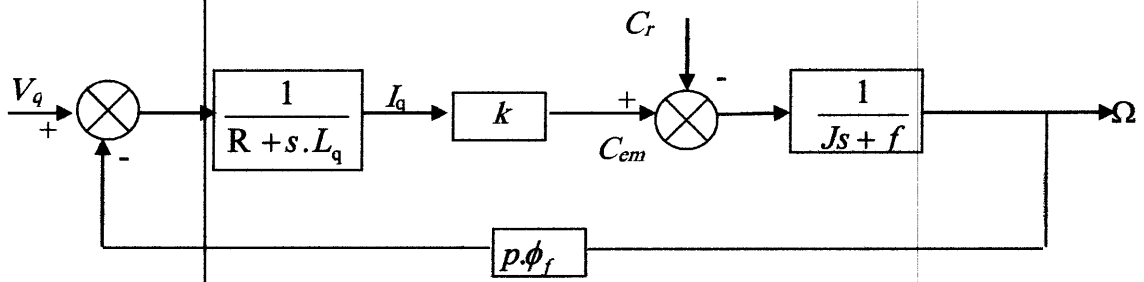 C_r
V_q
+
-
1
R + s.L_q
I_q
k
+
C_em
-
1
Js + f
Ω
p.ϕ_f